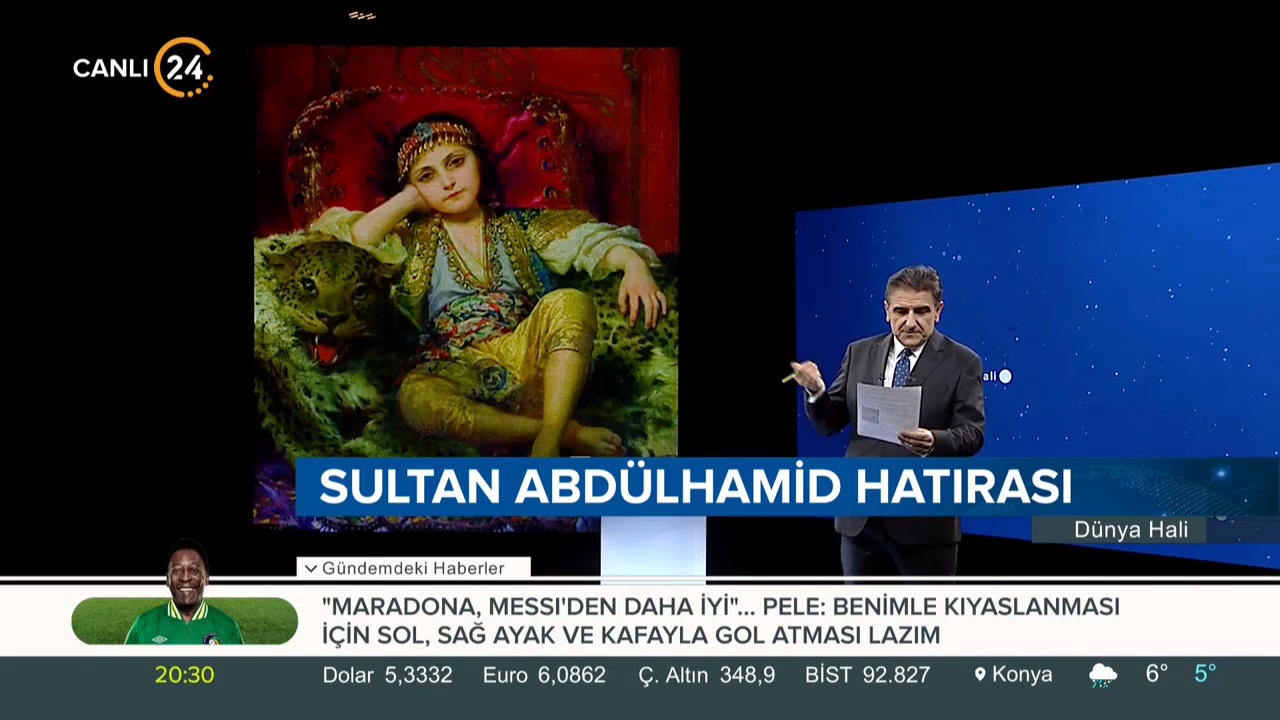 CANLI 24
ali
SULTAN ABDÜLHAMİD HATIRASI
Dünya Hali
Gündemdeki Haberler
"MARADONA, MESSI'DEN DAHA İYİ"... PELE: BENİMLE KIYASLANMASI
İÇİN SOL, SAĞ AYAK VE KAFAYLA GOL ATMASI LAZIM
20:30 Dolar 5,3332 Euro 6,0862 Ç. Altın 348,9 BİST 92.827 Konya 6° 5°